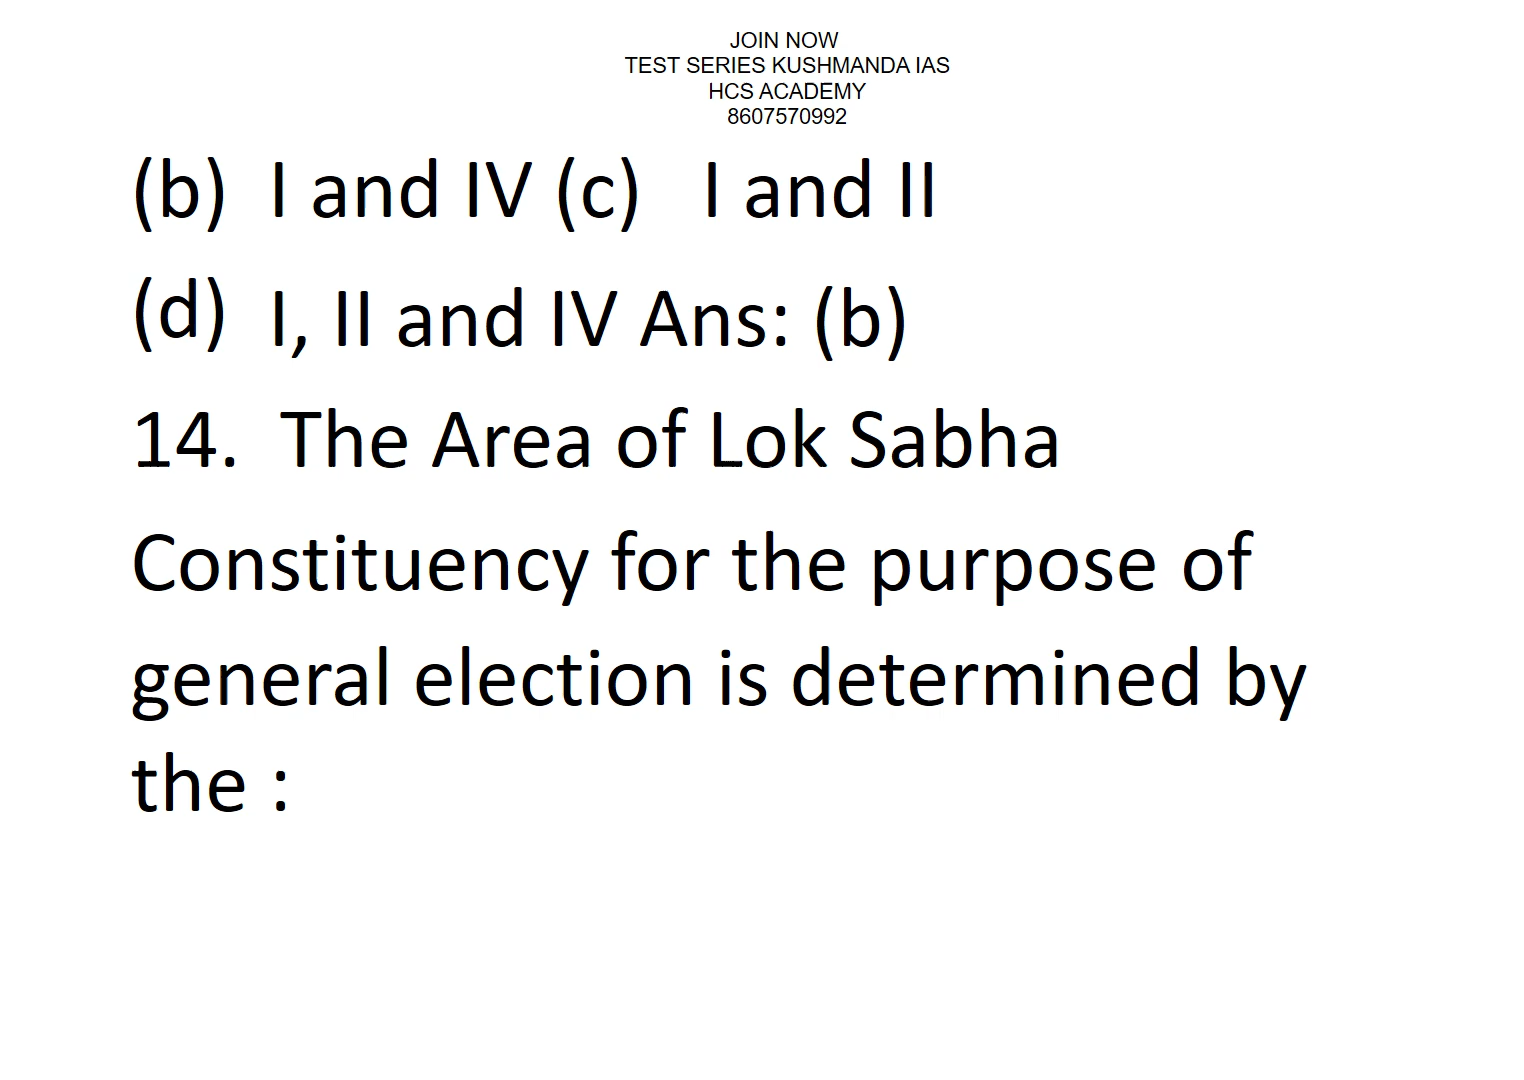 JOIN NOW
TEST SERIES KUSHMANDA IAS
HCS ACADEMY
8607570992
(b) I and IV (c) I and II
(d) I, II and IV Ans: (b)
14. The Area of Lok Sabha
Constituency for the purpose of
general election is determined by
the :